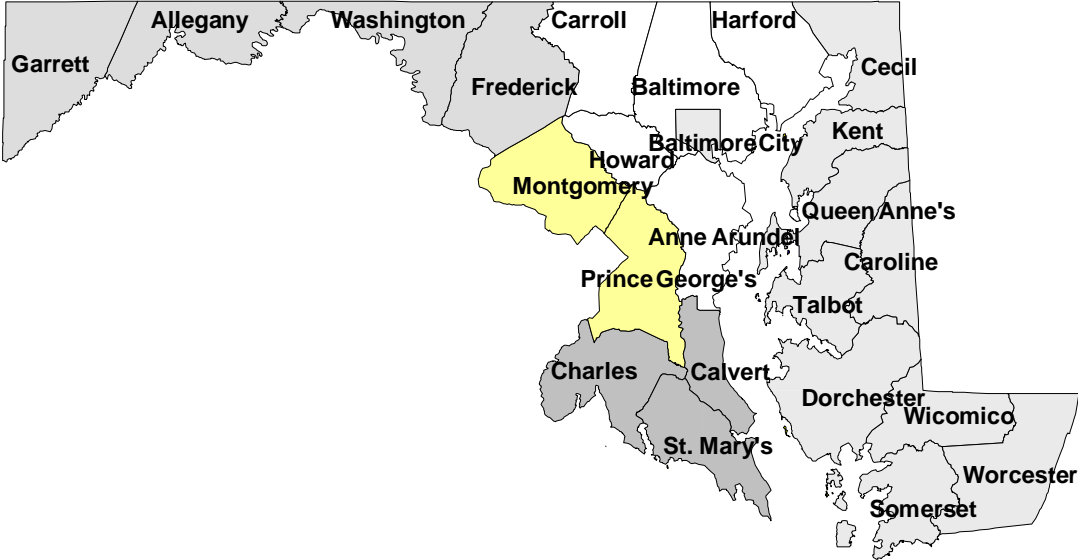 Allegany
Washington
Carroll
Harford
Garrett
Cecil
Frederick
Baltimore
Kent
Baltimore City
Howard
Montgomery
Queen Anne's
Anne Arundel
Caroline
Prince George's
Talbot
Charles
Calvert
Dorchester
Wicomico
St. Mary's
Worcester
Somerset